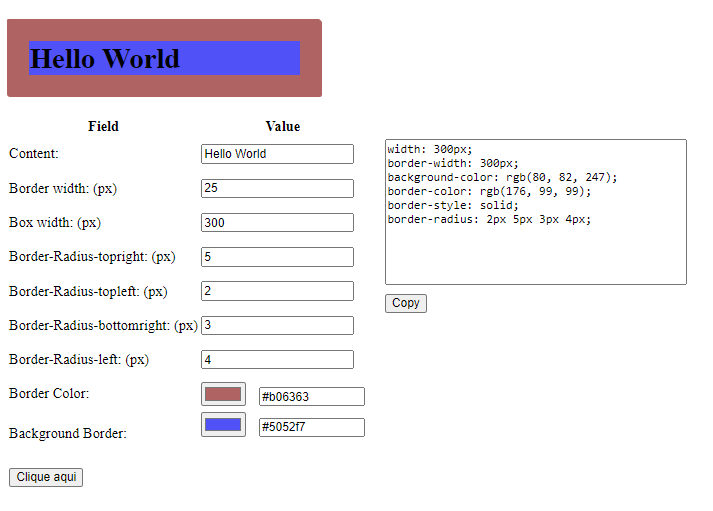 Hello World
Field Value
Content: Hello World
Border width: (px) 25
Box width: (px) 300
Border-Radius-topright: (px) 5
Border-Radius-topleft: (px) 2
Border-Radius-bottomright: (px) 3
Border-Radius-left: (px) 4
Border Color: #b06363
Background Border: #5052f7
Clique aqui
width: 300px;
border-width: 300px;
background-color: rgb(80, 82, 247);
border-color: rgb(176, 99, 99);
border-style: solid;
border-radius: 2px 5px 3px 4px;
Copy